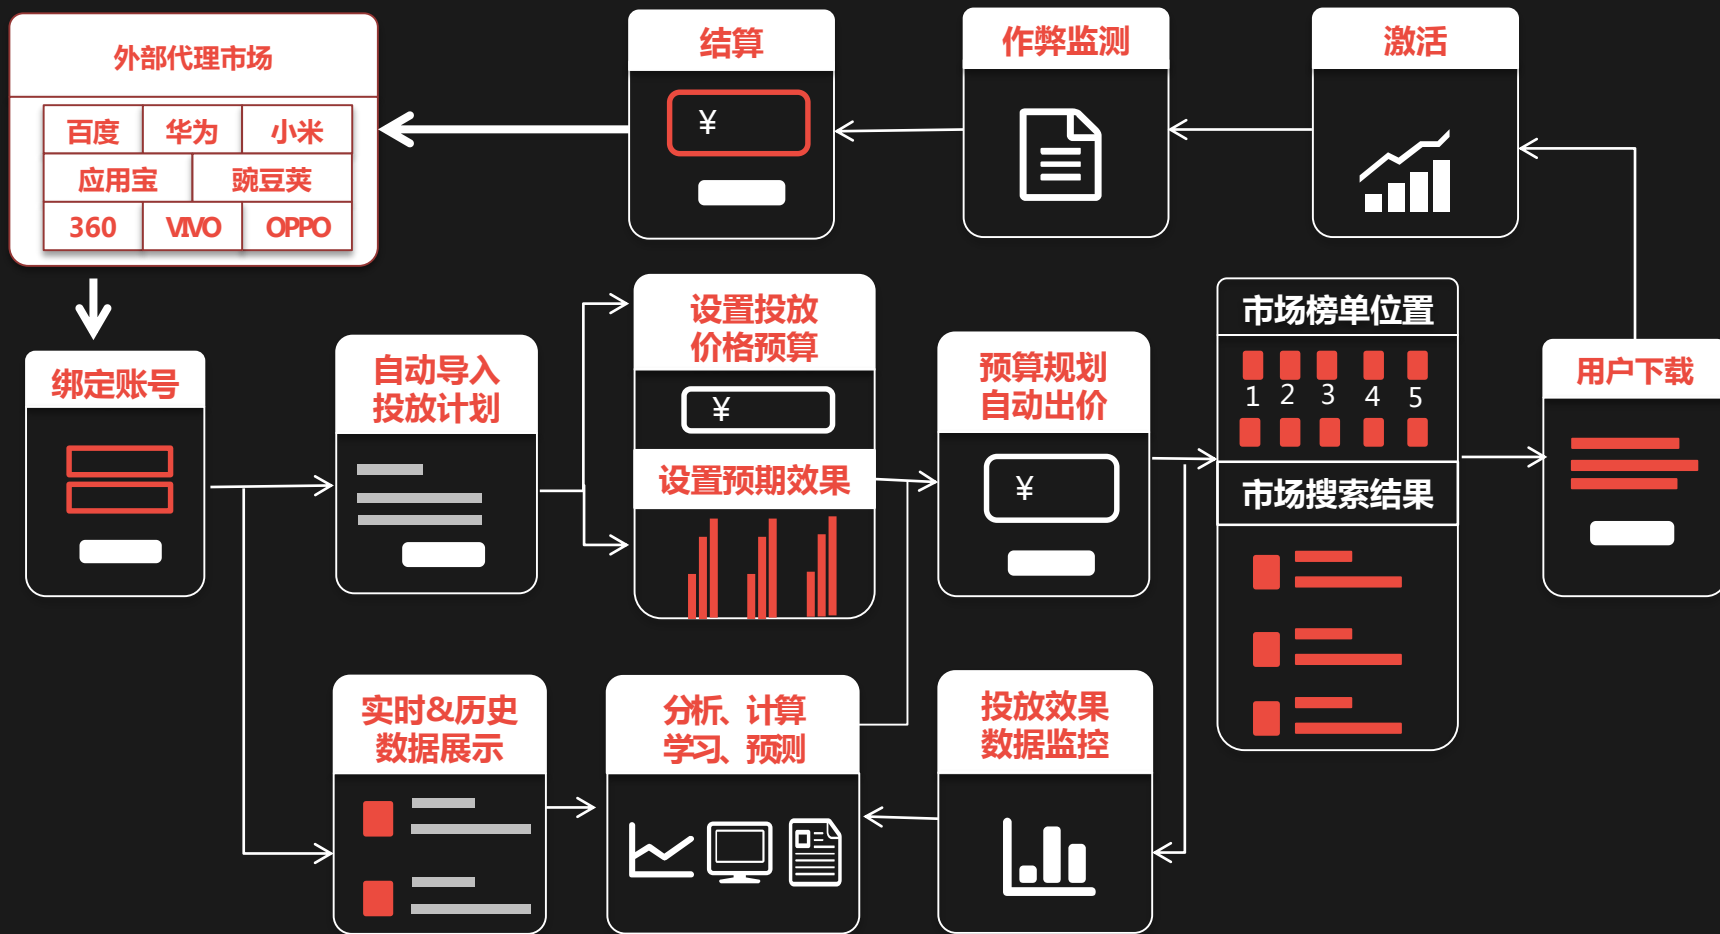 外部代理市场
百度 华为 小米
应用宝 豌豆荚
360 VIVO OPPO
结算
¥
作弊监测
激活
绑定账号
自动导入
投放计划
设置投放
价格预算
¥
设置预期效果
预算规划
自动出价
¥
市场榜单位置
1 2 3 4 5
市场搜索结果
用户下载
实时&历史
数据展示
分析、计算
学习、预测
投放效果
数据监控